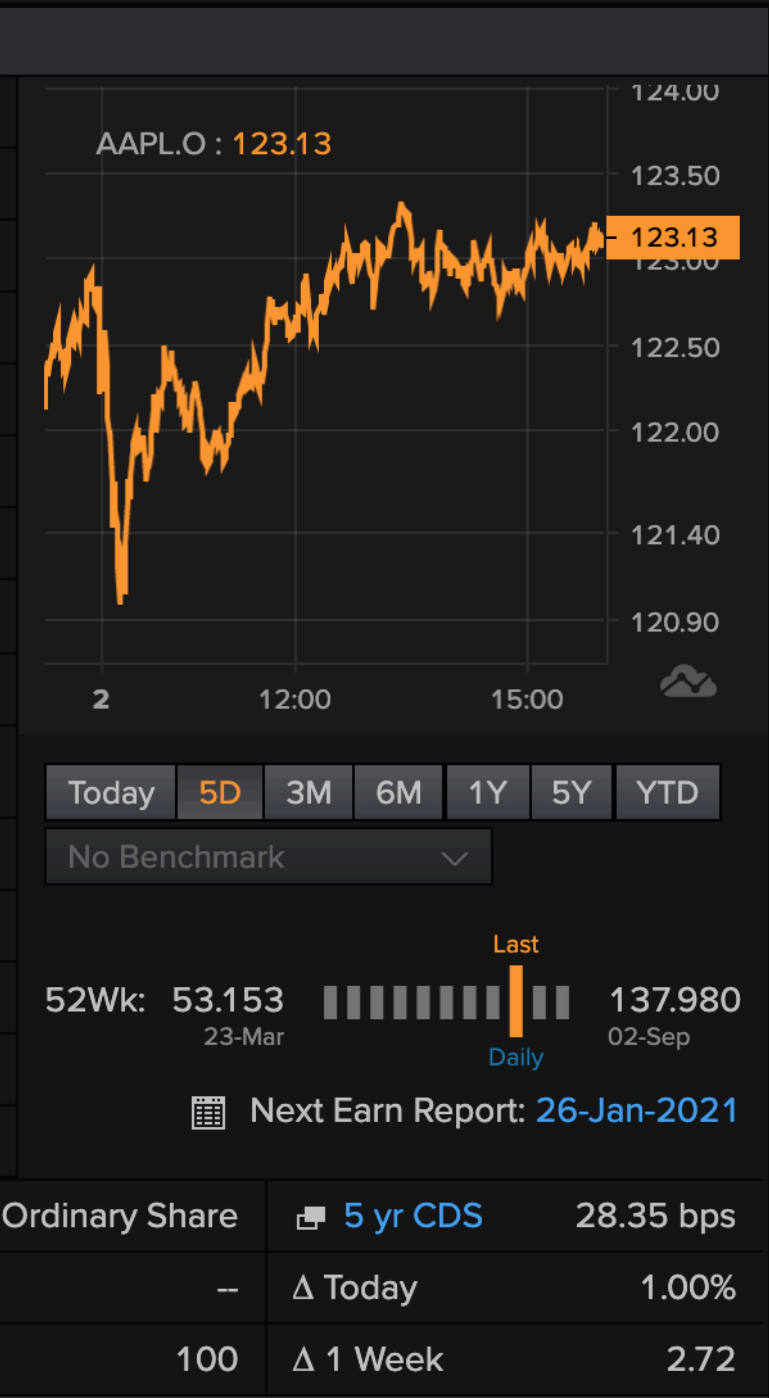 124.00
AAPL.O : 123.13
123.50
123.13
123.00
122.50
122.00
121.40
120.90
2 12:00 15:00
Today 5D 3M 6M 1Y 5Y YTD
No Benchmark
Last
52Wk: 53.153 137.980
23-Mar 02-Sep
Daily
Next Earn Report: 26-Jan-2021
Ordinary Share 5 yr CDS 28.35 bps
-- Δ Today 1.00%
100 Δ 1 Week 2.72